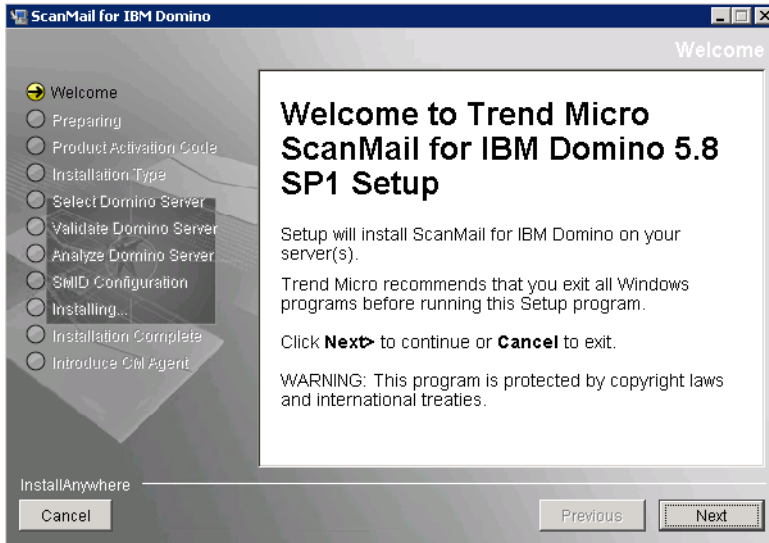 ScanMail for IBM Domino
Welcome
Welcome
Preparing
Product Activation Code
Installation Type
Select Domino Server
Validate Domino Server
Analyze Domino Server
SMID Configuration
Installing...
Installation Complete
Introduce CM Agent
Welcome to Trend Micro
ScanMail for IBM Domino 5.8
SP1 Setup
Setup will install ScanMail for IBM Domino on your
server(s).
Trend Micro recommends that you exit all Windows
programs before running this Setup program.
Click Next> to continue or Cancel to exit.
WARNING: This program is protected by copyright laws
and international treaties.
InstallAnywhere
Cancel
Previous
Next